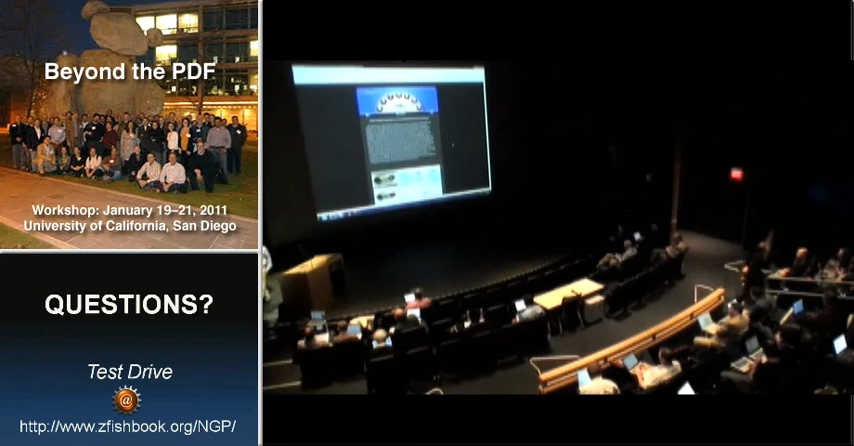 Beyond the PDF
Workshop: January 19–21, 2011
University of California, San Diego
QUESTIONS?
Test Drive
@
http://www.zfishbook.org/NGP/